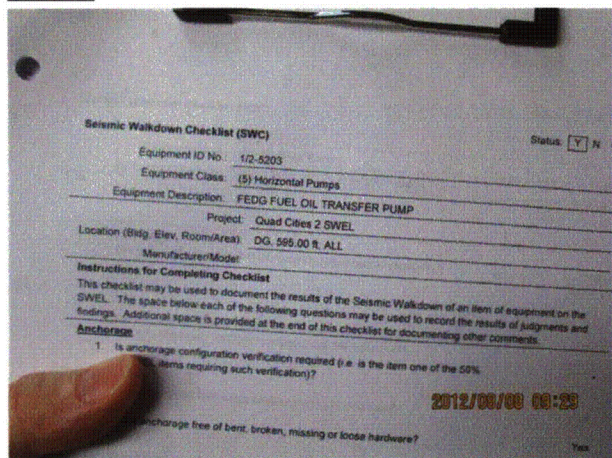 Seismic Walkdown Checklist (SWC)
Status: Y N
Equipment ID No.: 1/2-5203
Equipment Class: (5) Horizontal Pumps
Equipment Description: FEDG FUEL OIL TRANSFER PUMP
Project: Quad Cities 2 SWEL
Location (Bldg, Elev, Room/Area): DG, 595.00 ft, ALL
Manufacturer/Model:
Instructions for Completing Checklist
This checklist may be used to document the results of the Seismic Walkdown of an item of equipment on the
SWEL. The space below each of the following questions may be used to record the results of judgments and
findings. Additional space is provided at the end of this checklist for documenting other comments.
Anchorage
1. Is anchorage configuration verification required (i.e. is the item one of the 50%
items requiring such verification)?
anchorage free of bent, broken, missing or loose hardware?